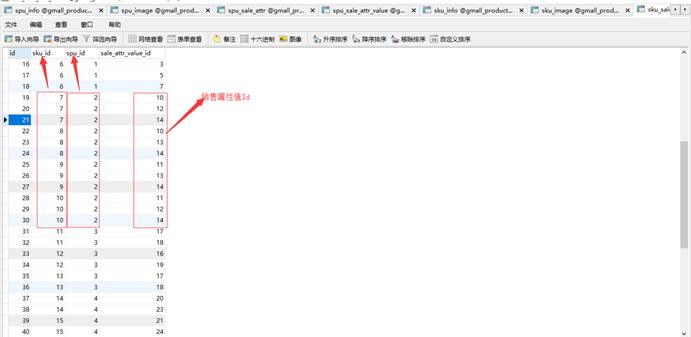 spu_info @gmall_product... spu_image @gmall_product... spu_sale_attr @gmall_prod... spu_sale_attr_value @g... sku_info @gmall_product... sku_image @gmall_prod... sku_sale
文件 编辑 查看 窗口 帮助
导入向导 导出向导 筛选向导 网格查看 表单查看 备注 十六进制 图像 升序排序 降序排序 移除排序 自定义排序
id sku_id spu_id sale_attr_value_id
16 6 1 3
17 6 1 5
18 6 1 7
19 7 2 10
销售属性值Id
20 7 2 12
21 7 2 14
22 8 2 10
23 8 2 13
24 8 2 14
25 9 2 11
26 9 2 13
27 9 2 14
28 10 2 11
29 10 2 12
30 10 2 14
31 11 3 17
32 11 3 18
33 12 3 16
34 12 3 19
35 13 3 17
36 13 3 18
37 14 4 20
38 14 4 23
39 15 4 21
40 15 4 24